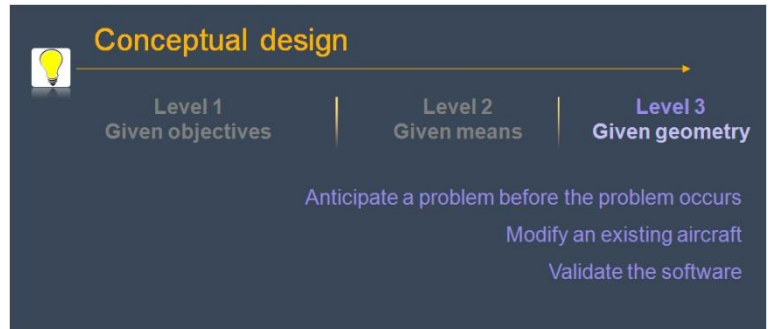 Conceptual design
Level 1
Given objectives
Level 2
Given means
Level 3
Given geometry
Anticipate a problem before the problem occurs
Modify an existing aircraft
Validate the software